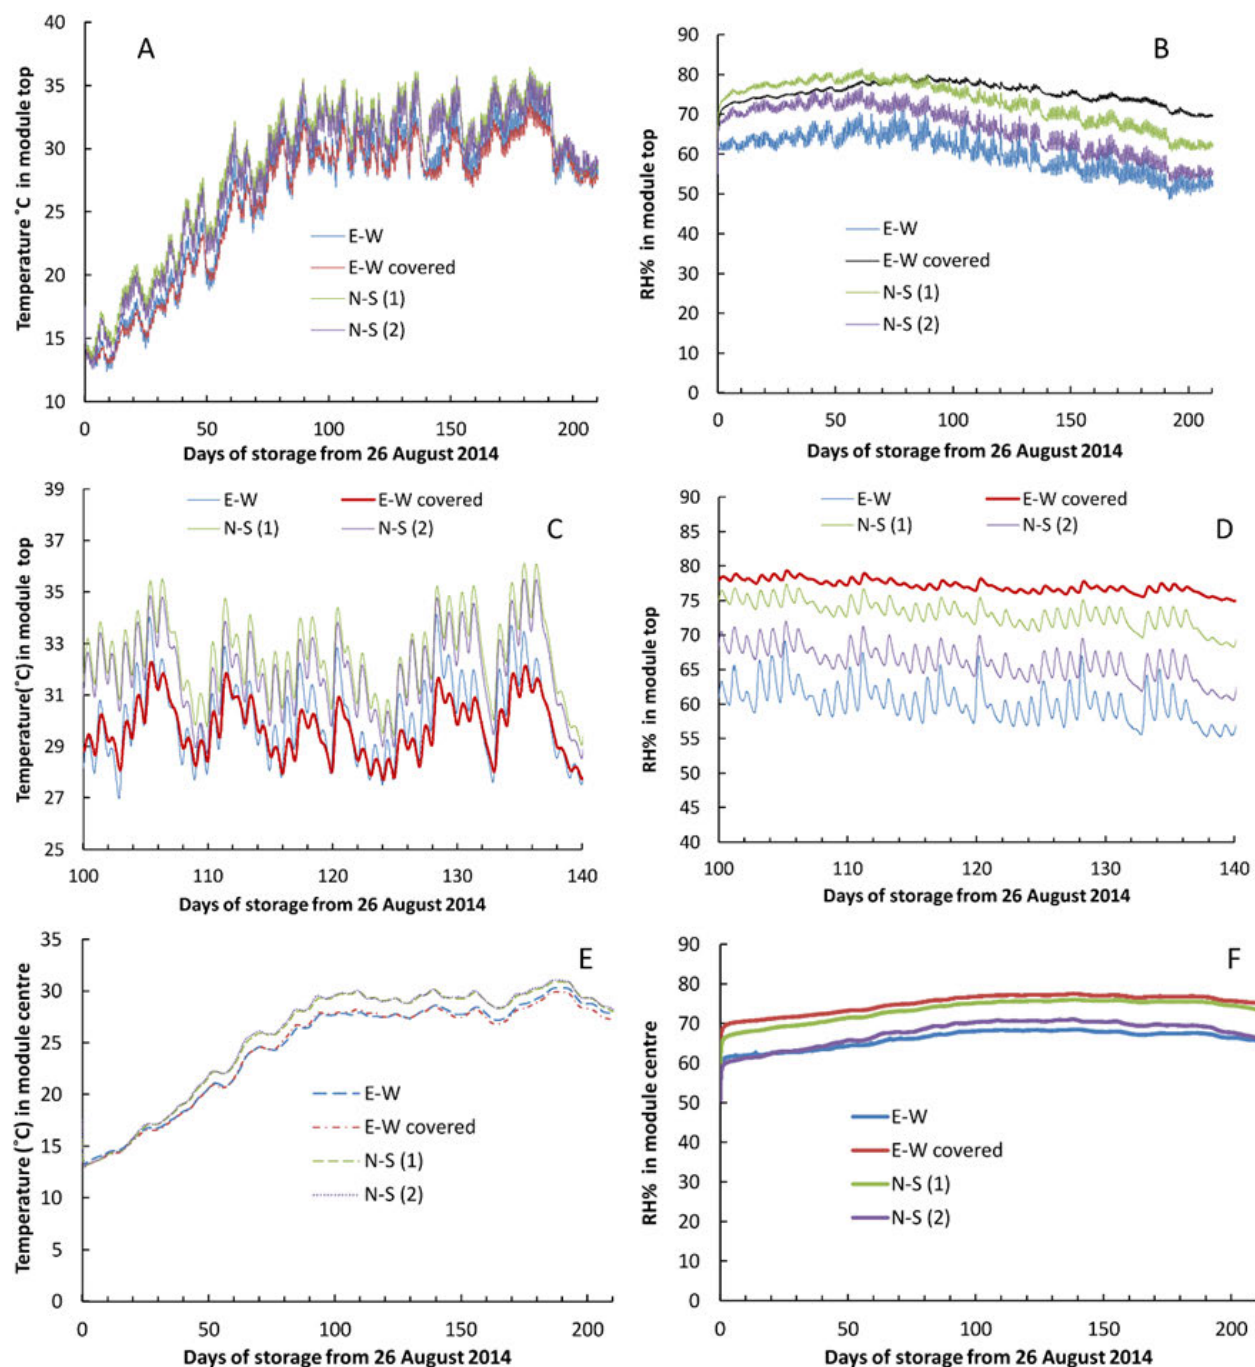 A
Temperature˚C in module top
40
35
30
25
20
15
10
E-W
E-W covered
N-S (1)
N-S (2)
0 50 100 150 200
Days of storage from 26 August 2014
B
RH% in module top
90
80
70
60
50
40
30
20
10
0
E-W
E-W covered
N-S (1)
N-S (2)
0 50 100 150 200
Days of storage from 26 August 2014
C
Temperature(˚C) in module top
39
37
35
33
31
29
27
25
E-W E-W covered
N-S (1) N-S (2)
100 110 120 130 140
Days of storage from 26 August 2014
D
RH% in module top
90
85
80
75
70
65
60
55
50
45
40
E-W E-W covered
N-S (1) N-S (2)
100 110 120 130 140
Days of storage from 26 August 2014
E
Temperature (˚C) in module centre
35
30
25
20
15
10
5
0
E-W
E-W covered
N-S (1)
N-S (2)
0 50 100 150 200
Days of storage from 26 August 2014
F
RH% in module centre
90
80
70
60
50
40
30
20
10
0
E-W
E-W covered
N-S (1)
N-S (2)
0 50 100 150 200
Days of storage from 26 August 2014